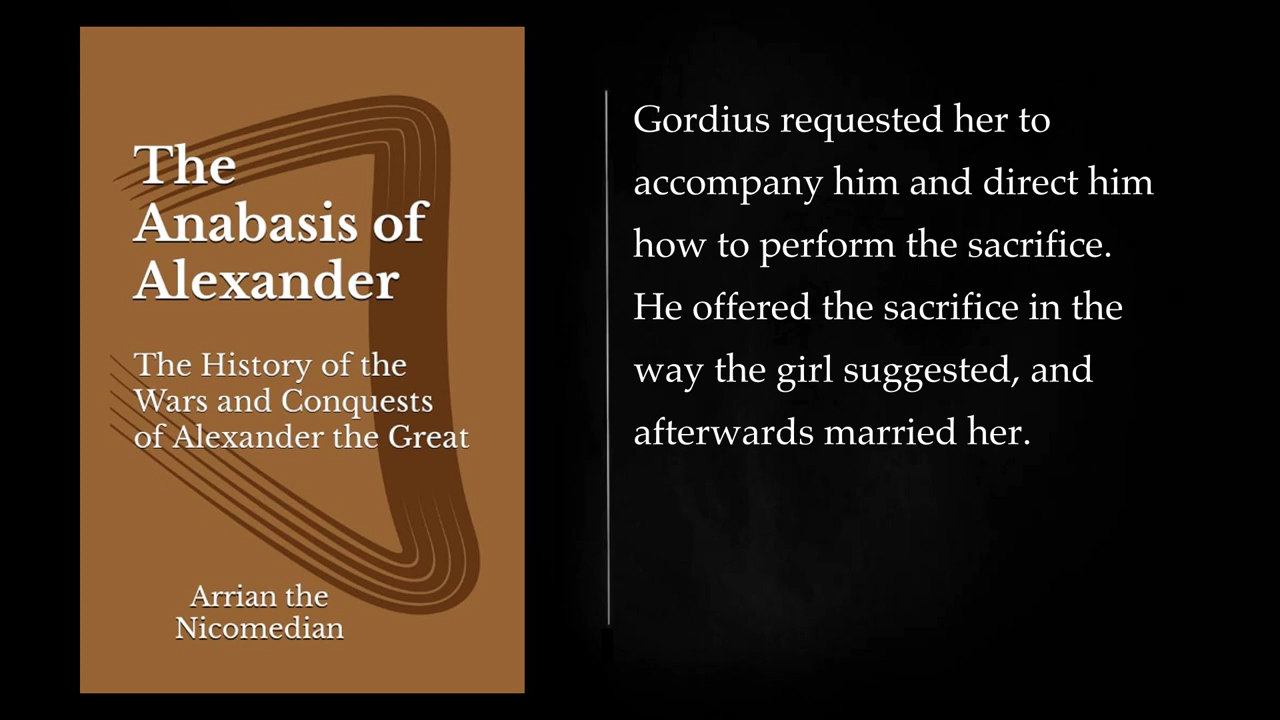 The
Anabasis of
Alexander
The History of the
Wars and Conquests
of Alexander the Great
Arrian the
Nicomedian
Gordius requested her to
accompany him and direct him
how to perform the sacrifice.
He offered the sacrifice in the
way the girl suggested, and
afterwards married her.